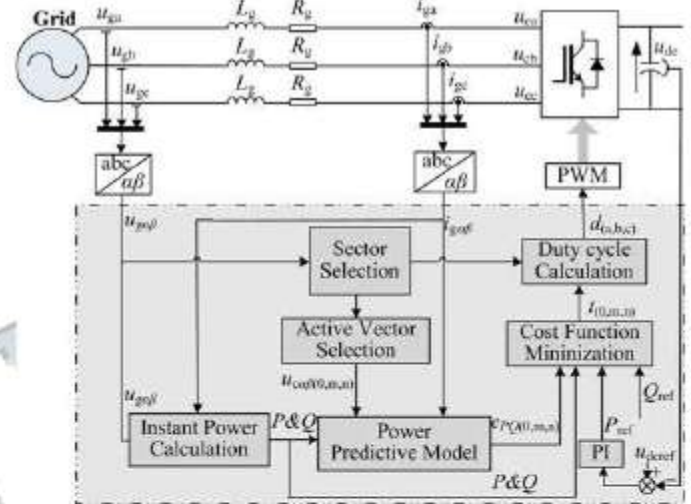 Grid u_ga L_g R_g i_ga u_ca
u_gb L_g R_g i_gb u_cb u_dc
u_gc L_g R_g i_gc u_cc
abc
αβ
abc
αβ
PWM
u_gαβ i_gαβ d_(a,b,c)
Sector
Selection
Duty cycle
Calculation
t_(0,m,n)
Active Vector
Selection
Cost Function
Mininization
u_cαβ(0,m,n)
Q_ref
u_gαβ
P&Q
e_PQ(0,m,n)
P_ref
Instant Power
Calculation
Power
Predictive Model
PI
u_dcref
P&Q
+
-